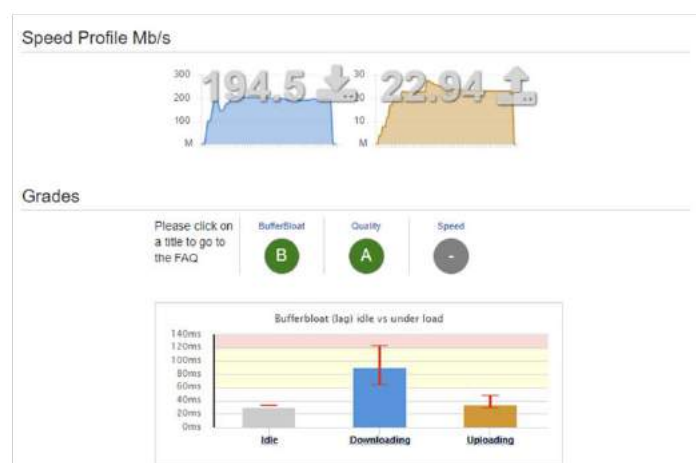 Speed Profile Mb/s
300
200
100
M
194.5
30
20
10
M
22.94
Grades
Please click on
a title to go to
the FAQ
BufferBloat
B
Quality
A
Speed
-
Bufferbloat (lag) idle vs under load
140ms
120ms
100ms
80ms
60ms
40ms
20ms
0ms
Idle
Downloading
Uploading